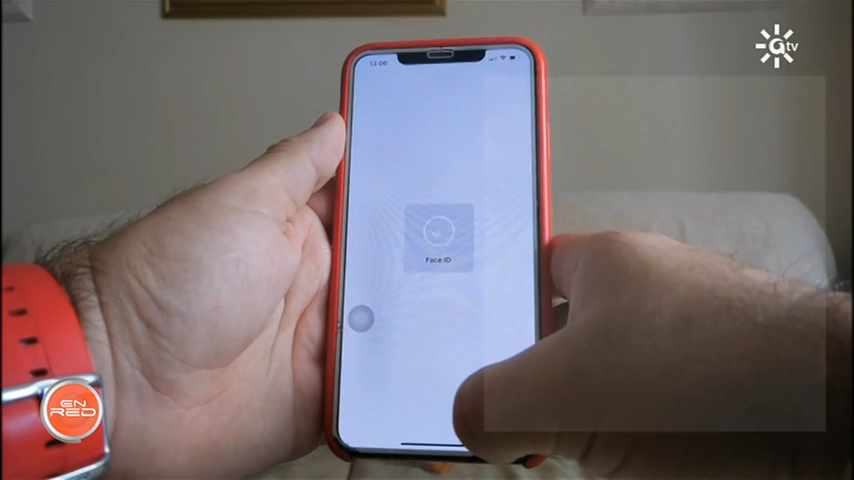 tv
13 06
Face ID
EN
RED